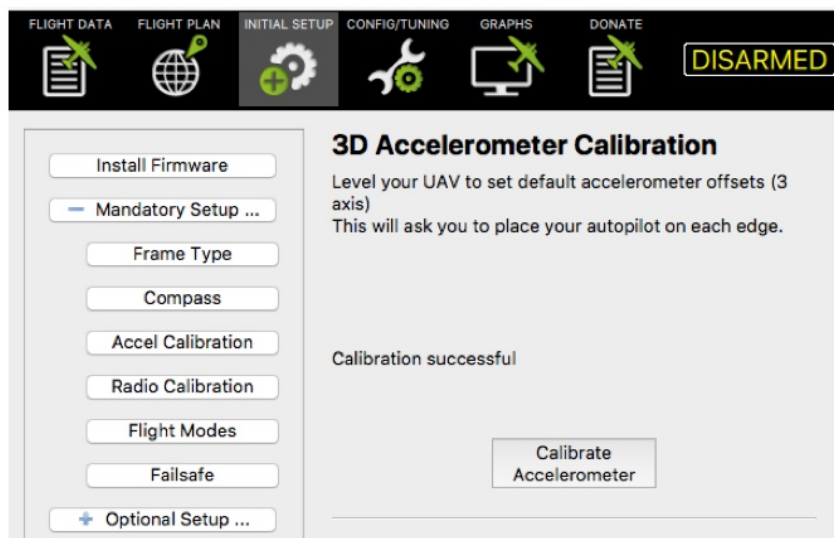 FLIGHT DATA
FLIGHT PLAN
INITIAL SETUP
CONFIG/TUNING
GRAPHS
DONATE
DISARMED
Install Firmware
Mandatory Setup ...
Frame Type
Compass
Accel Calibration
Radio Calibration
Flight Modes
Failsafe
Optional Setup ...
3D Accelerometer Calibration
Level your UAV to set default accelerometer offsets (3
axis)
This will ask you to place your autopilot on each edge.
Calibration successful
Calibrate
Accelerometer